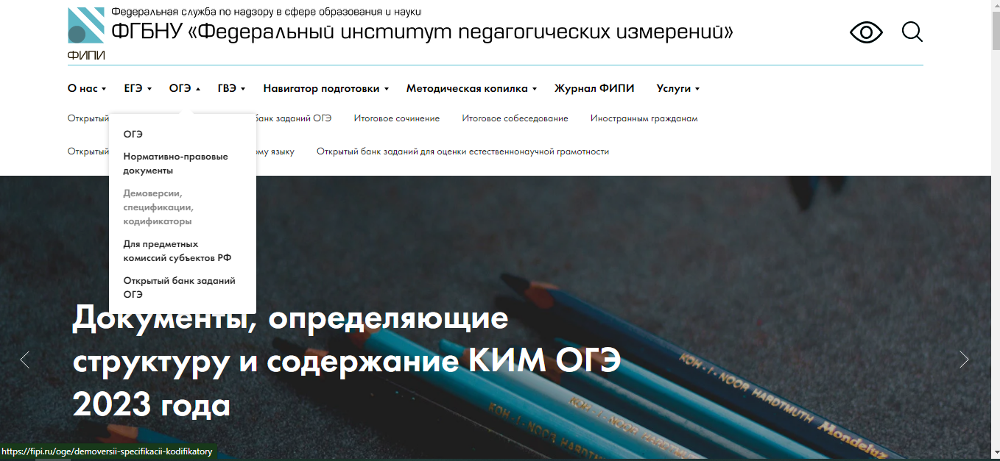 Федеральная служба по надзору в сфере образования и науки
ФГБНУ «Федеральный институт педагогических измерений»
ФИПИ
О нас ЕГЭ ОГЭ ГВЭ Навигатор подготовки Методическая копилка Журнал ФИПИ Услуги
Открытый банк заданий ОГЭ Итоговое сочинение Итоговое собеседование Иностранным гражданам
Открытый языку Открытый банк заданий для оценки естественнонаучной грамотности
ОГЭ
Нормативно-правовые
документы
Демоверсии,
спецификации,
кодификаторы
Для предметных
комиссий субъектов РФ
Открытый банк заданий
ОГЭ
Документы, определяющие
структуру и содержание КИМ ОГЭ
2023 года
KOH-I-NOOR HARDTMUTH Mondeluz
KOH-I-NOOR HARDTMUTH
KOH-I-NOOR
https://fipi.ru/oge/demoversii-specifikacii-kodifikatory